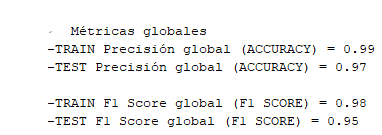 Métricas globales
-TRAIN Precisión global (ACCURACY) = 0.99
-TEST Precisión global (ACCURACY) = 0.97
-TRAIN F1 Score global (F1 SCORE) = 0.98
-TEST F1 Score global (F1 SCORE) = 0.95